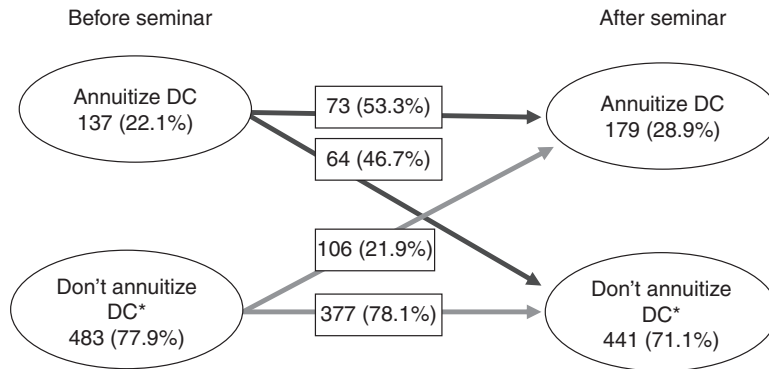 Before seminar
After seminar
Annuitize DC
137 (22.1%)
73 (53.3%)
64 (46.7%)
Annuitize DC
179 (28.9%)
Don't annuitize
DC*
483 (77.9%)
106 (21.9%)
377 (78.1%)
Don't annuitize
DC*
441 (71.1%)